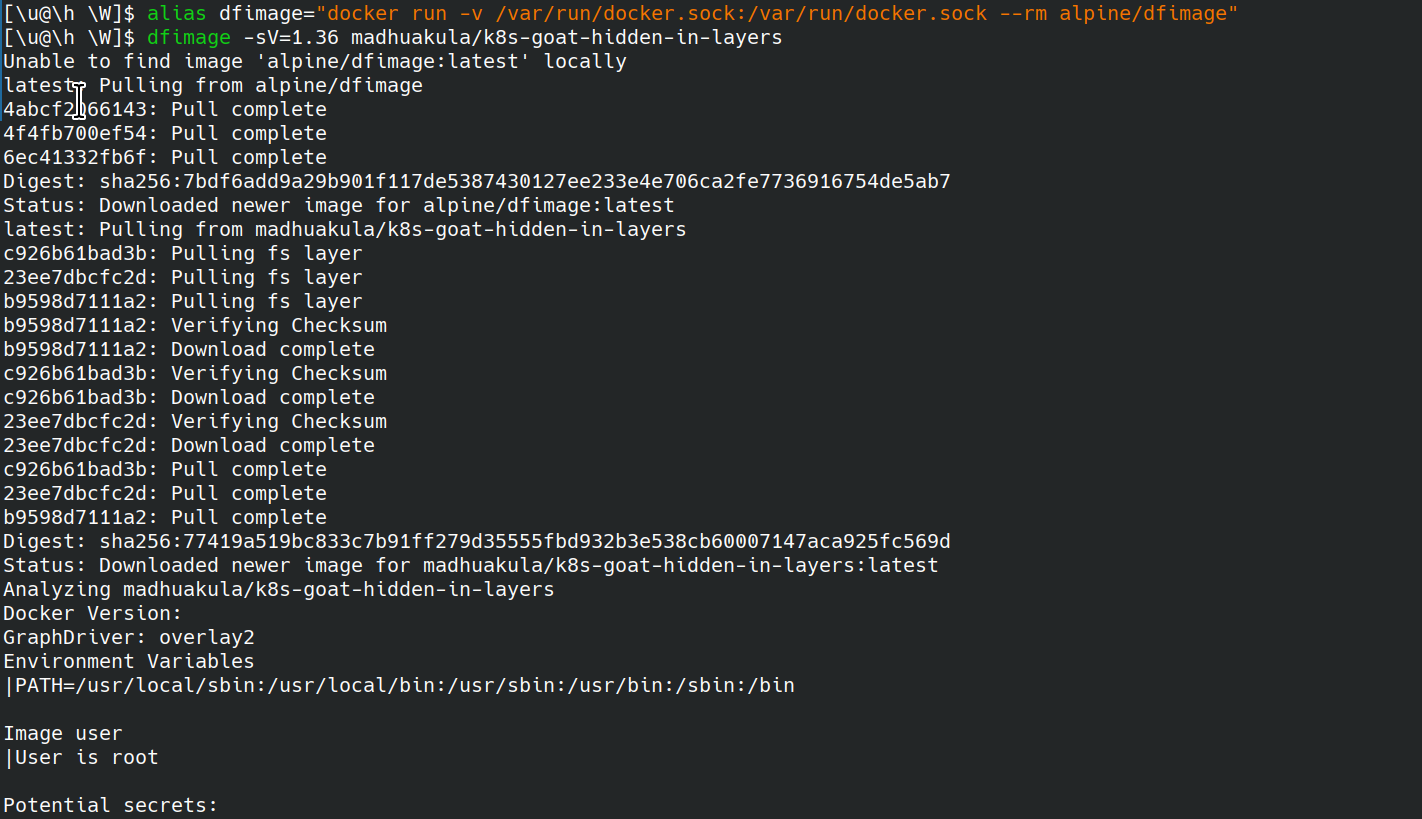 [\u@\h \W]$ alias dfimage="docker run -v /var/run/docker.sock:/var/run/docker.sock --rm alpine/dfimage"
[\u@\h \W]$ dfimage -sV=1.36 madhuakula/k8s-goat-hidden-in-layers
Unable to find image 'alpine/dfimage:latest' locally
latest: Pulling from alpine/dfimage
4abcf2066143: Pull complete
4f4fb700ef54: Pull complete
6ec41332fb6f: Pull complete
Digest: sha256:7bdf6add9a29b901f117de5387430127ee233e4e706ca2fe7736916754de5ab7
Status: Downloaded newer image for alpine/dfimage:latest
latest: Pulling from madhuakula/k8s-goat-hidden-in-layers
c926b61bad3b: Pulling fs layer
23ee7dbcfc2d: Pulling fs layer
b9598d7111a2: Pulling fs layer
b9598d7111a2: Verifying Checksum
b9598d7111a2: Download complete
c926b61bad3b: Verifying Checksum
c926b61bad3b: Download complete
23ee7dbcfc2d: Verifying Checksum
23ee7dbcfc2d: Download complete
c926b61bad3b: Pull complete
23ee7dbcfc2d: Pull complete
b9598d7111a2: Pull complete
Digest: sha256:77419a519bc833c7b91ff279d35555fbd932b3e538cb60007147aca925fc569d
Status: Downloaded newer image for madhuakula/k8s-goat-hidden-in-layers:latest
Analyzing madhuakula/k8s-goat-hidden-in-layers
Docker Version:
GraphDriver: overlay2
Environment Variables
|PATH=/usr/local/sbin:/usr/local/bin:/usr/sbin:/usr/bin:/sbin:/bin
Image user
|User is root
Potential secrets: